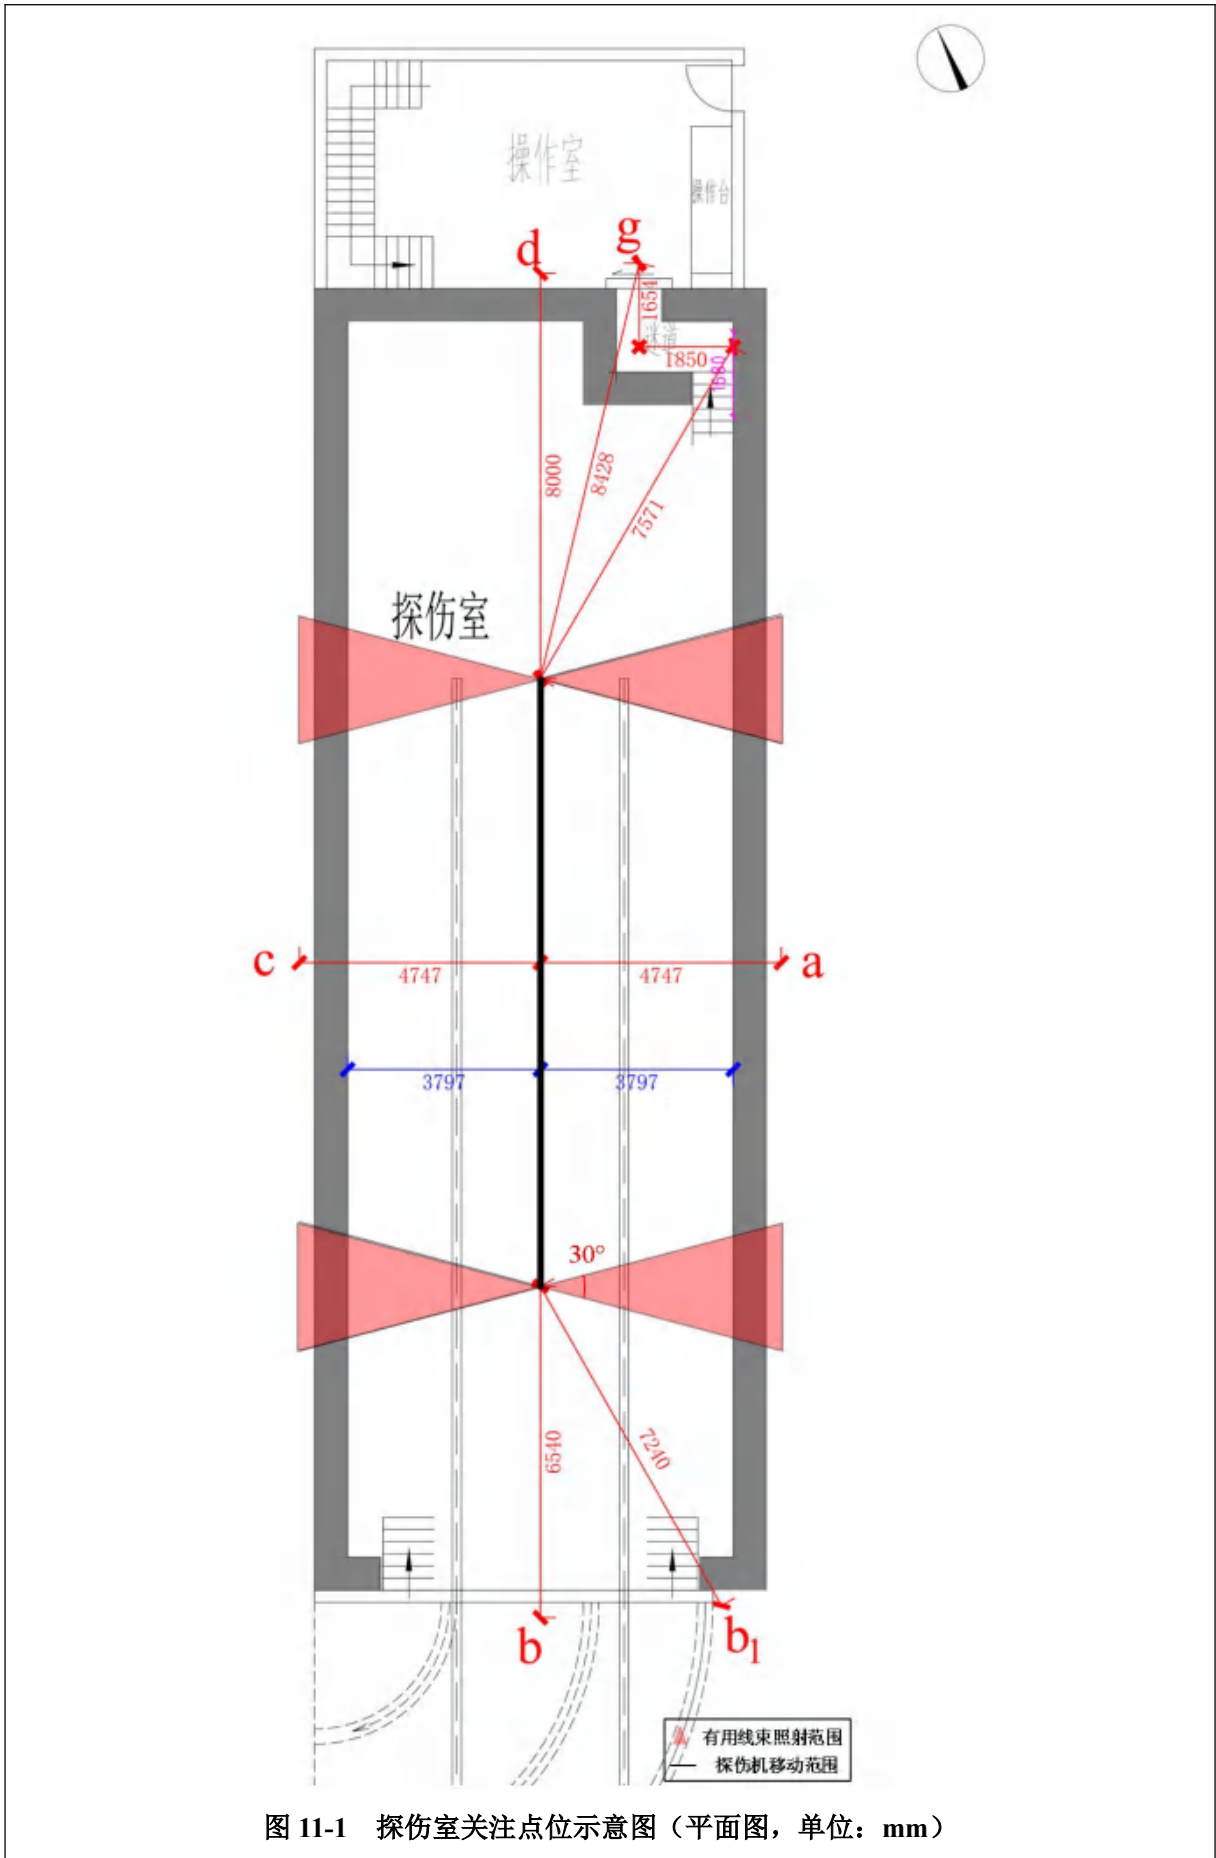 操作室
操作台
d
g
1654
迷道
1850
1680
8000
8428
7571
探伤室
c
4747
4747
a
3797
3797
30°
6540
7240
b
b1
有用线束照射范围
探伤机移动范围
图 11-1 探伤室关注点位示意图（平面图，单位：mm）